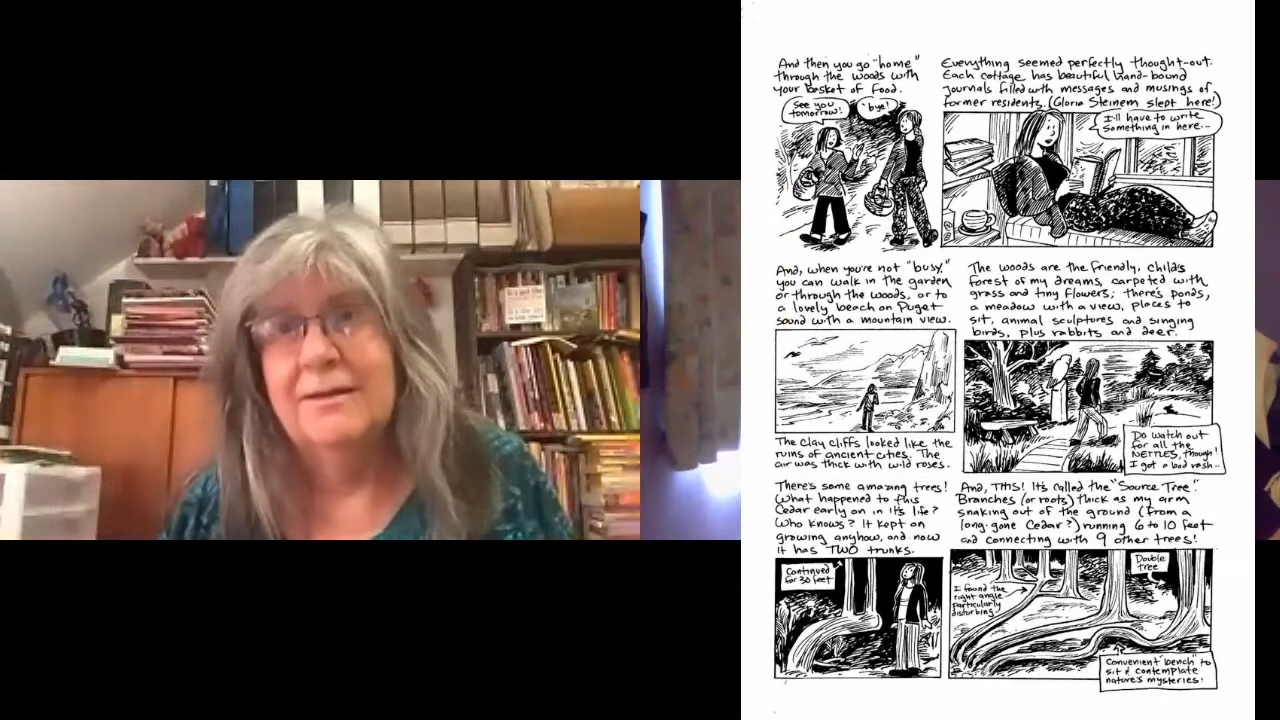 And then you go "home"
through the woods with
your basket of food.
See you
tomorrow!
'bye!
Everything seemed perfectly thought-out.
Each cottage has beautiful hand-bound
journals filled with messages and musings of
former residents. (Gloria Steinem slept here!)
I'll have to write
something in here...
And, when you're not "busy,"
you can walk in the garden
or through the woods, or to
a lovely beach on Puget
sound with a mountain view.
The clay cliffs looked like the
ruins of ancient cities. The
air was thick with wild roses.
The woods are the friendly, child's
forest of my dreams, carpeted with
grass and tiny flowers; there's ponds,
a meadow with a view, places to
sit, animal sculptures and singing
birds, plus rabbits and deer.
Do watch out
for all the
NETTLES, though!
I got a bad rash...
There's some amazing trees!
What happened to this
Cedar early on in its life?
Who knows? It kept on
growing anyhow, and now
it has TWO trunks.
Continued
for 30 feet
And, THIS! It's called the "Source Tree".
Branches (or roots) thick as my arm
snaking out of the ground (from a
long-gone Cedar?) running 6 to 10 feet
and connecting with 9 other trees!
I found the
right angle
particularly
disturbing
Double
tree
Convenient "bench" to
sit & contemplate
nature's mysteries!